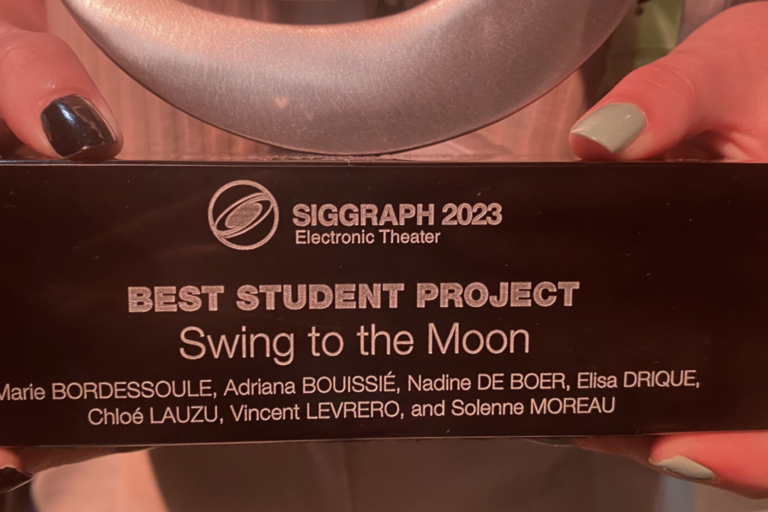 SIGGRAPH 2023
Electronic Theater
BEST STUDENT PROJECT
Swing to the Moon
Marie BORDESSOULE, Adriana BOUISSIÉ, Nadine DE BOER, Elisa DRIQUE,
Chloé LAUZU, Vincent LEVRERO, and Solenne MOREAU